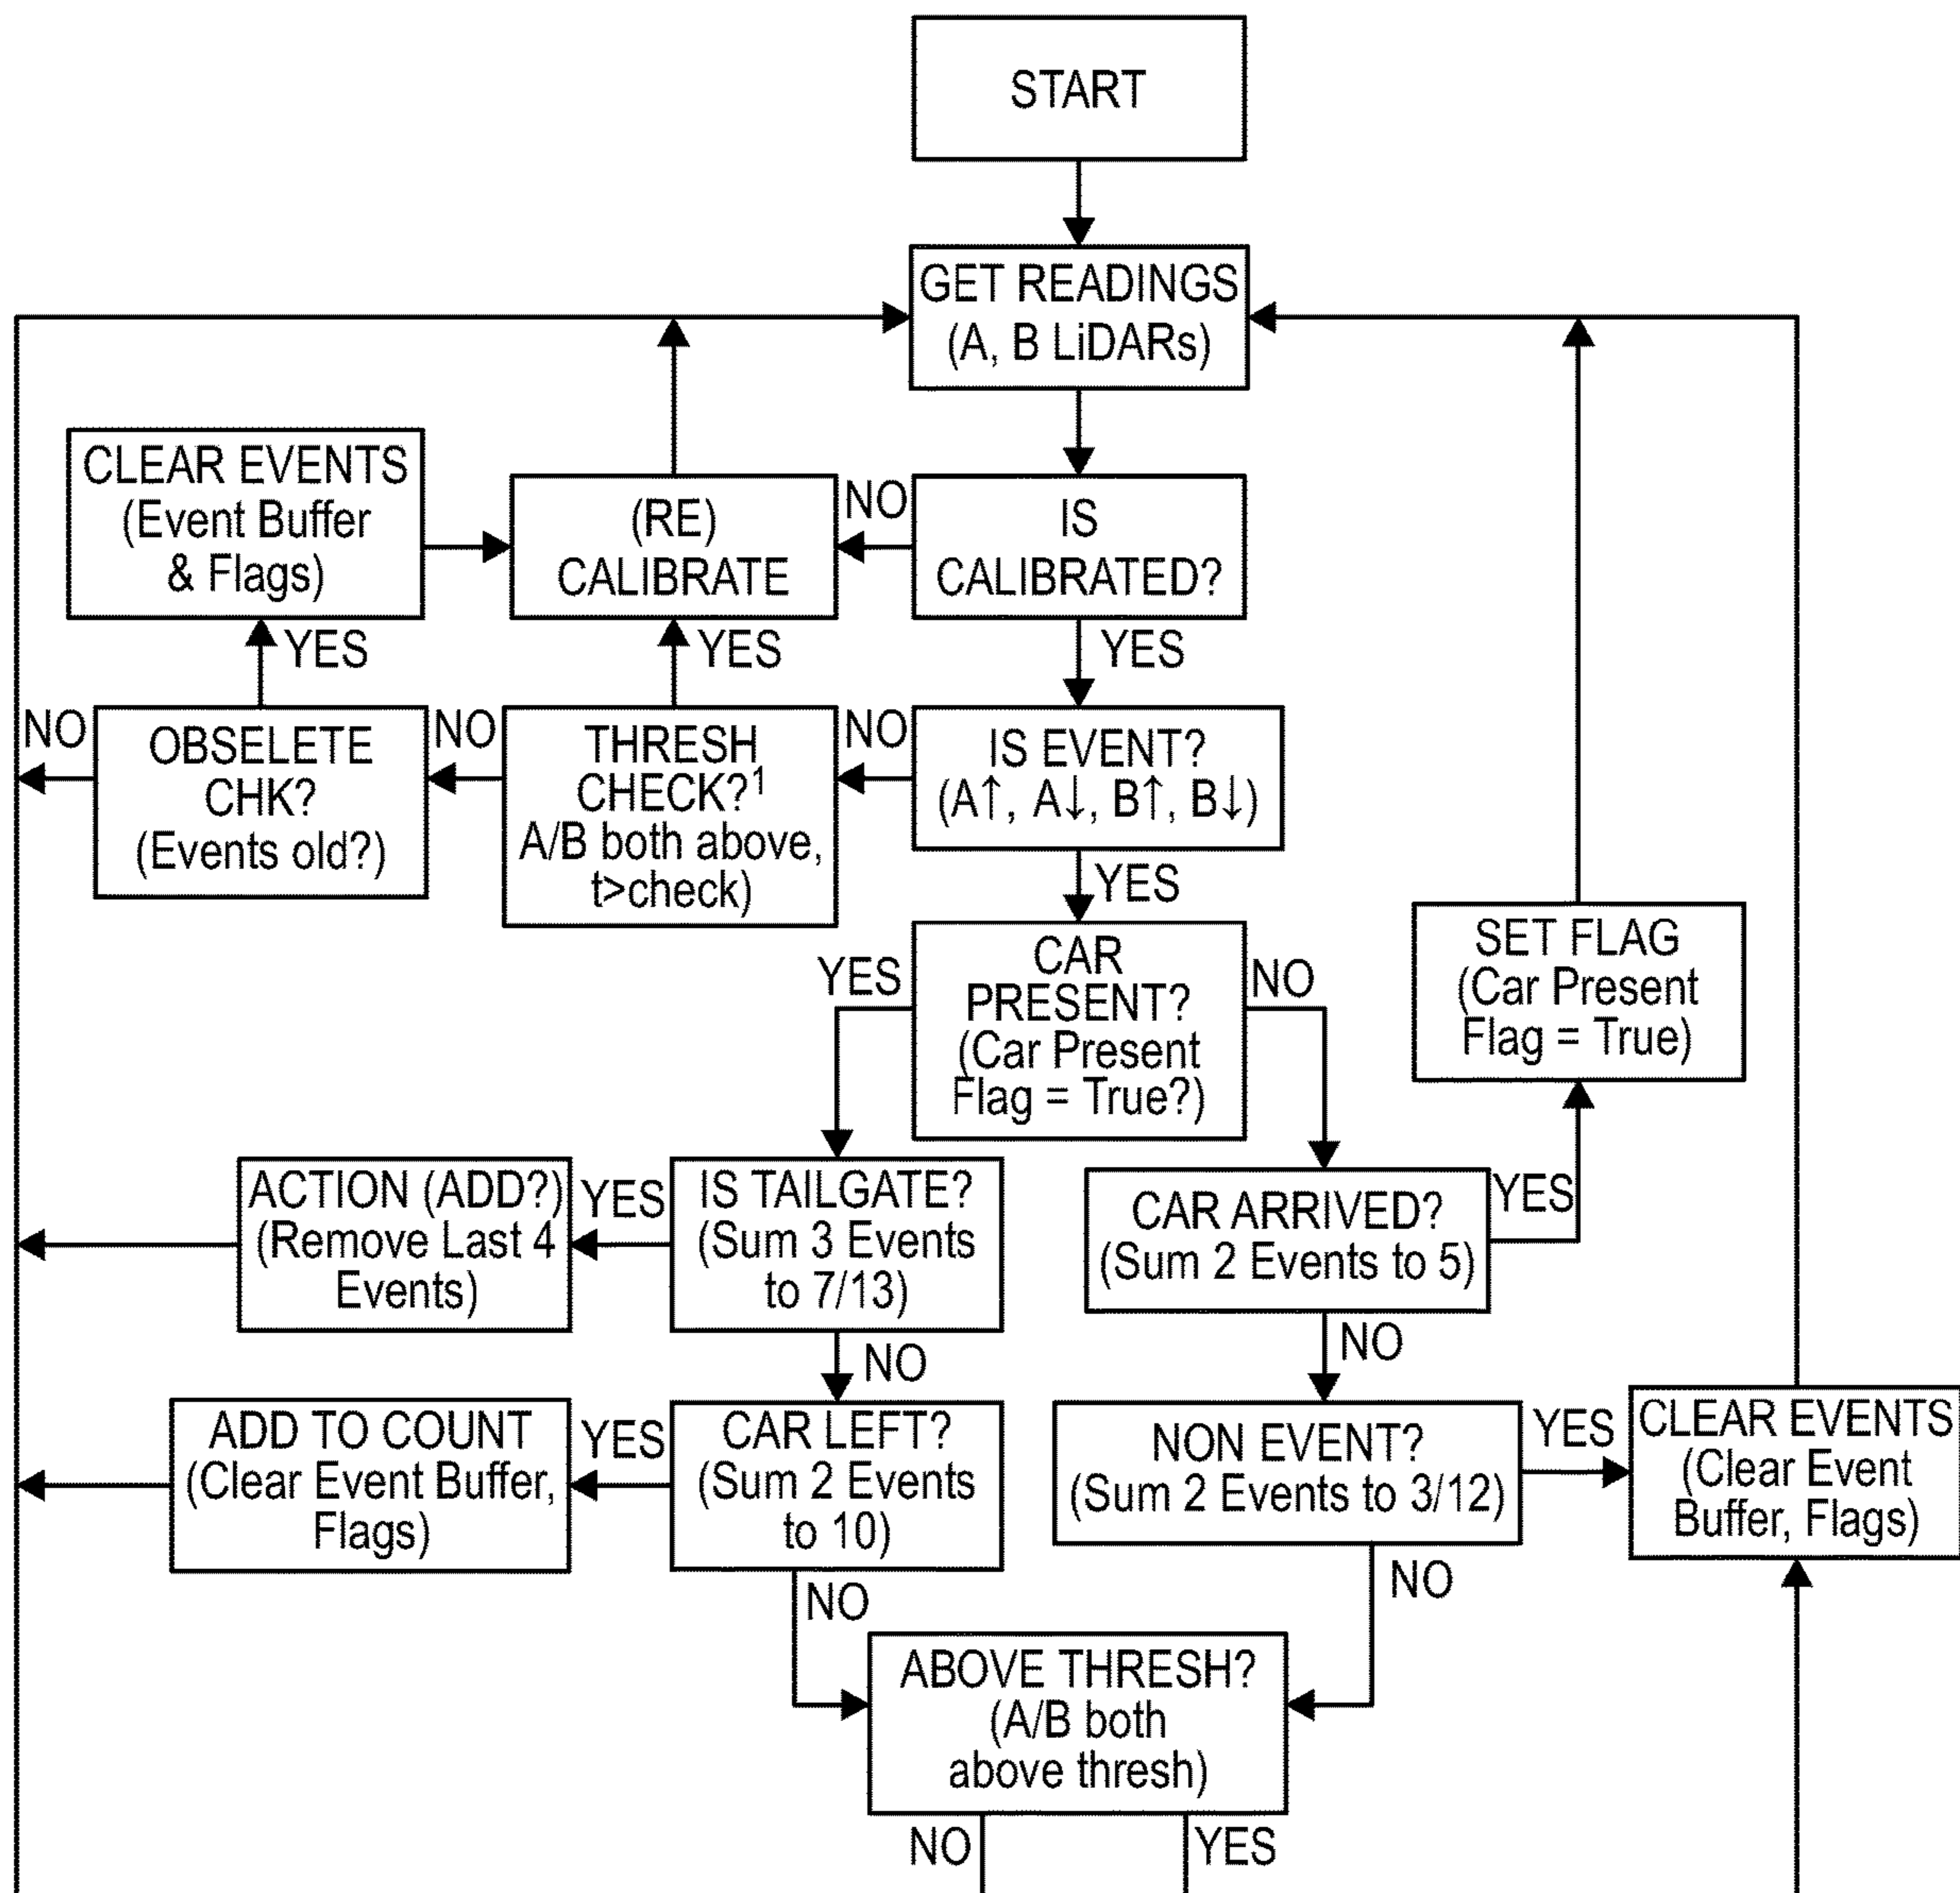 START
GET READINGS
(A, B LiDARs)
CLEAR EVENTS
(Event Buffer
& Flags)
(RE)
CALIBRATE
NO
IS
CALIBRATED?
YES
YES
YES
NO
OBSELETE
CHK?
(Events old?)
NO
THRESH
CHECK?1
A/B both above,
t>check)
NO
IS EVENT?
(A↑, A↓, B↑, B↓)
YES
YES
CAR
PRESENT?
(Car Present
Flag = True?)
NO
SET FLAG
(Car Present
Flag = True)
ACTION (ADD?)
(Remove Last 4
Events)
YES
IS TAILGATE?
(Sum 3 Events
to 7/13)
CAR ARRIVED?
(Sum 2 Events to 5)
YES
NO
NO
ADD TO COUNT
(Clear Event Buffer,
Flags)
YES
CAR LEFT?
(Sum 2 Events
to 10)
NON EVENT?
(Sum 2 Events to 3/12)
YES
CLEAR EVENTS
(Clear Event
Buffer, Flags)
NO
NO
ABOVE THRESH?
(A/B both
above thresh)
NO
YES